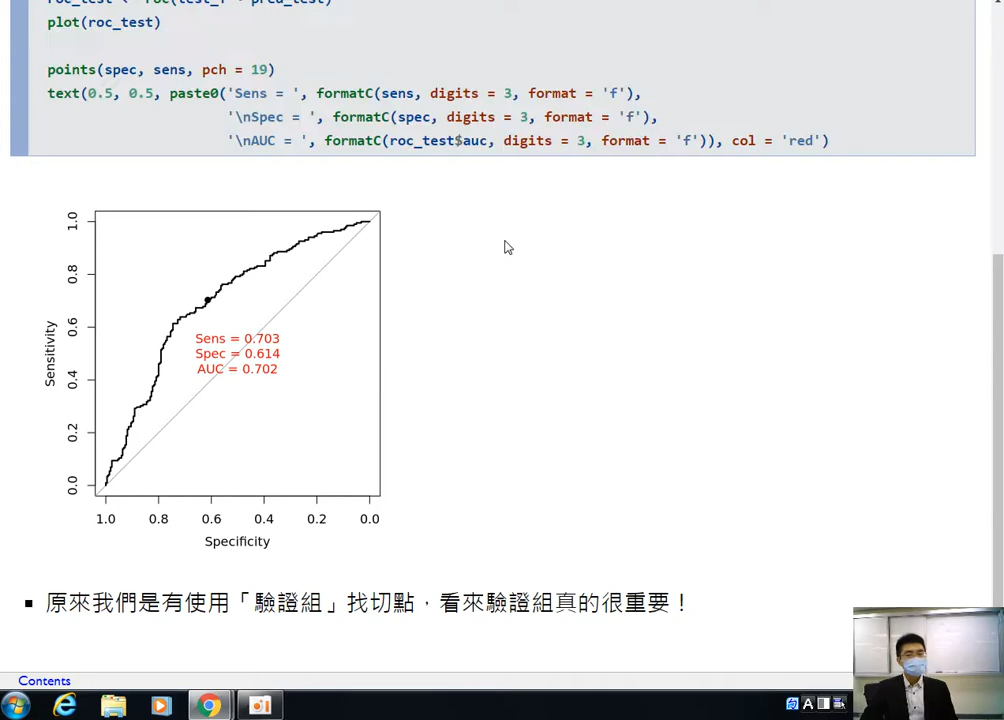 plot(roc_test)
points(spec, sens, pch = 19)
text(0.5, 0.5, paste0('Sens = ', formatC(sens, digits = 3, format = 'f'),
'\nSpec = ', formatC(spec, digits = 3, format = 'f'),
'\nAUC = ', formatC(roc_test$auc, digits = 3, format = 'f')), col = 'red')
1.0
0.8
0.6
0.4
0.2
0.0
Sensitivity
Sens = 0.703
Spec = 0.614
AUC = 0.702
1.0 0.8 0.6 0.4 0.2 0.0
Specificity
▪ 原來我們是有使用「驗證組」找切點，看來驗證組真的很重要！
Contents